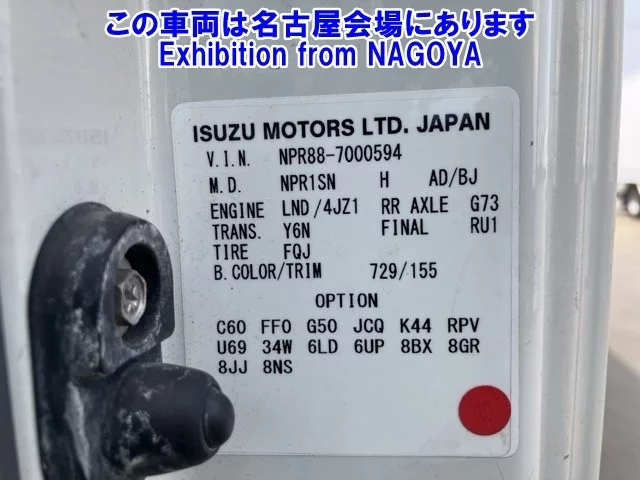 この車両は名古屋会場にあります
Exhibition from NAGOYA
ISUZU MOTORS LTD. JAPAN
V.I.N. NPR88-7000594
M.D. NPR1SN H AD/BJ
ENGINE LND/4JZ1 RR AXLE G73
TRANS. Y6N FINAL RU1
TIRE FQJ
B.COLOR/TRIM 729/155
OPTION
C60 FF0 G50 JCQ K44 RPV
U69 34W 6LD 6UP 8BX 8GR
8JJ 8NS